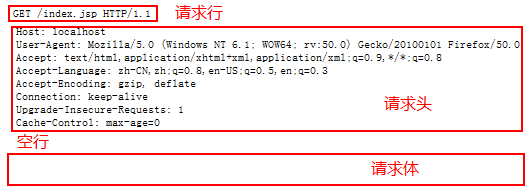 GET /index.jsp HTTP/1.1 请求行
Host: localhost
User-Agent: Mozilla/5.0 (Windows NT 6.1; WOW64; rv:50.0) Gecko/20100101 Firefox/50.0
Accept: text/html,application/xhtml+xml,application/xml;q=0.9,*/*;q=0.8
Accept-Language: zh-CN,zh;q=0.8,en-US;q=0.5,en;q=0.3
Accept-Encoding: gzip, deflate
Connection: keep-alive
Upgrade-Insecure-Requests: 1
Cache-Control: max-age=0
请求头
空行
请求体